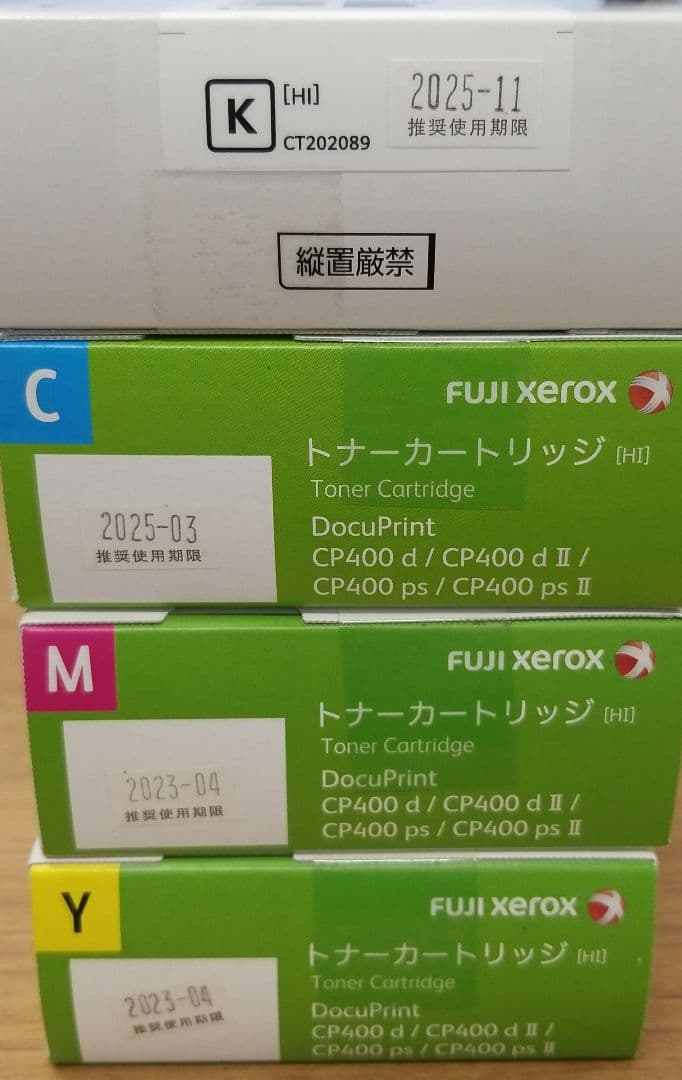 K
[HI]
CT202089
2025-11
推奨使用期限
縦置厳禁
C
FUJI xerox
トナーカートリッジ [HI]
Toner Cartridge
DocuPrint
CP400 d / CP400 d Ⅱ /
CP400 ps / CP400 ps Ⅱ
2025-03
推奨使用期限
M
FUJI xerox
トナーカートリッジ [HI]
Toner Cartridge
DocuPrint
CP400 d / CP400 d Ⅱ /
CP400 ps / CP400 ps Ⅱ
2023-04
推奨使用期限
Y
FUJI xerox
トナーカートリッジ [HI]
Toner Cartridge
DocuPrint
CP400 d / CP400 d Ⅱ /
CP400 ps / CP400 ps Ⅱ
2023-04
推奨使用期限